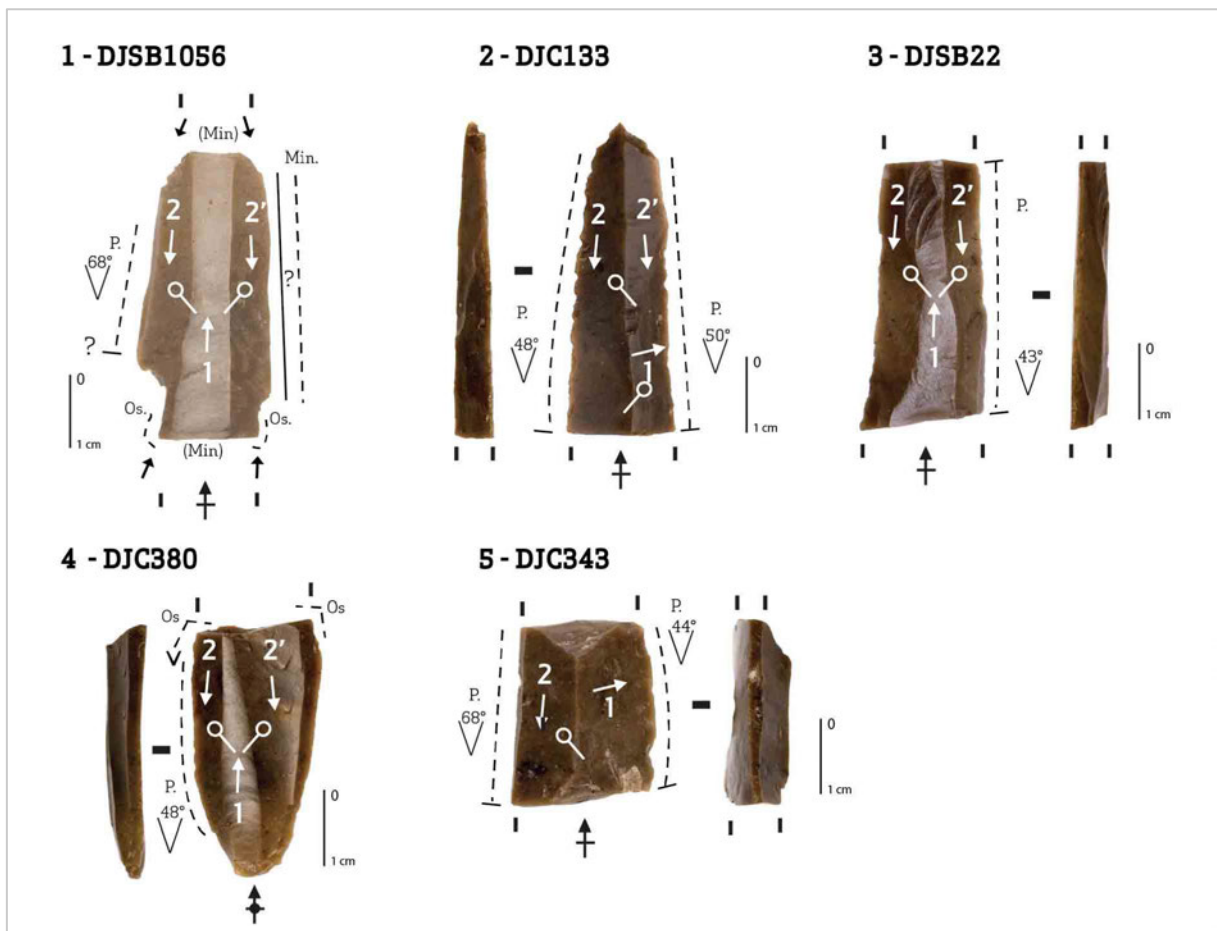 1 - DJSB1056
(Min)
Min.
2
2'
P.
68°
?
?
1
0
1 cm
Os.
Os.
(Min)
2 - DJC133
2
2'
P.
48°
1
P.
50°
0
1 cm
3 - DJSB22
P.
2
2'
1
43°
0
1 cm
4 - DJC380
Os
Os
2
2'
P.
48°
1
0
1 cm
5 - DJC343
P.
44°
2
1
P.
68°
0
1 cm